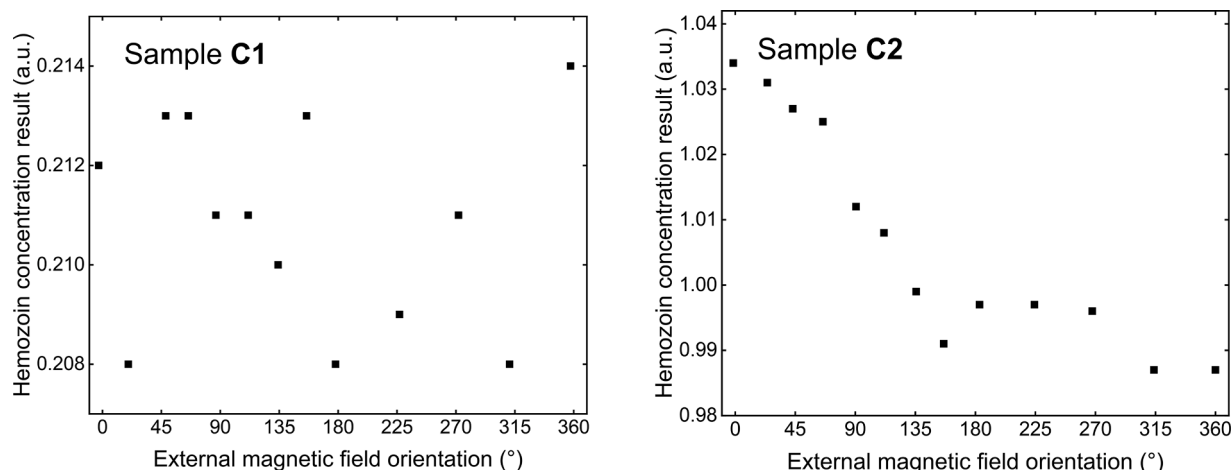 Sample C1
Hemozoin concentration result (a.u.)
0.214
0.212
0.210
0.208
0 45 90 135 180 225 270 315 360
External magnetic field orientation (°)
Sample C2
Hemozoin concentration result (a.u.)
1.04
1.03
1.02
1.01
1.00
0.99
0.98
0 45 90 135 180 225 270 315 360
External magnetic field orientation (°)